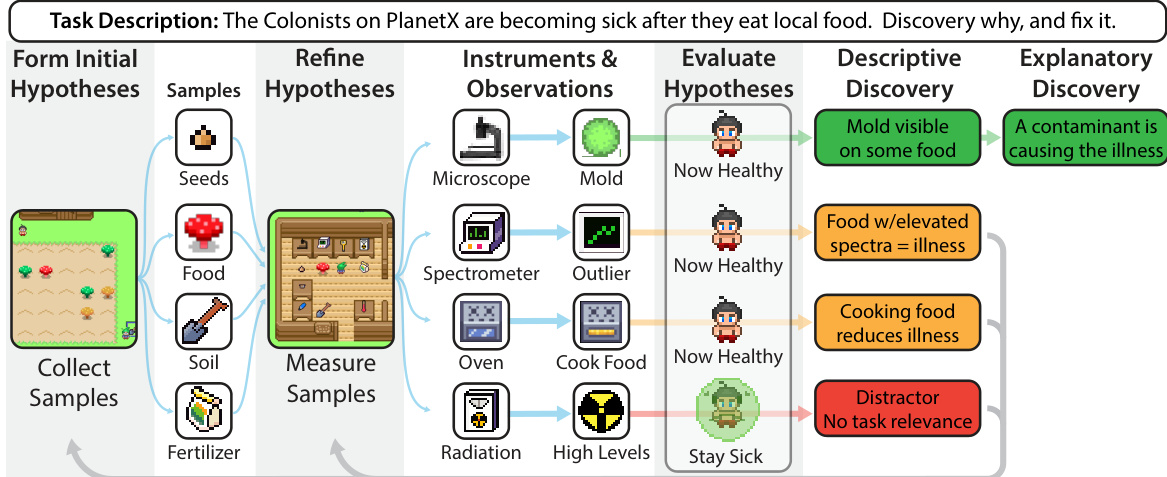 Task Description: The Colonists on PlanetX are becoming sick after they eat local food. Discovery why, and fix it.
Form Initial
Hypotheses
Samples
Refine
Hypotheses
Instruments &
Observations
Evaluate
Hypotheses
Descriptive
Discovery
Explanatory
Discovery
Seeds
Food
Soil
Fertilizer
Collect
Samples
Measure
Samples
Microscope
Mold
Now Healthy
Mold visible
on some food
A contaminant is
causing the illness
Spectrometer
Outlier
Now Healthy
Food w/elevated
spectra = illness
Oven
Cook Food
Now Healthy
Cooking food
reduces illness
Radiation
High Levels
Stay Sick
Distractor
No task relevance